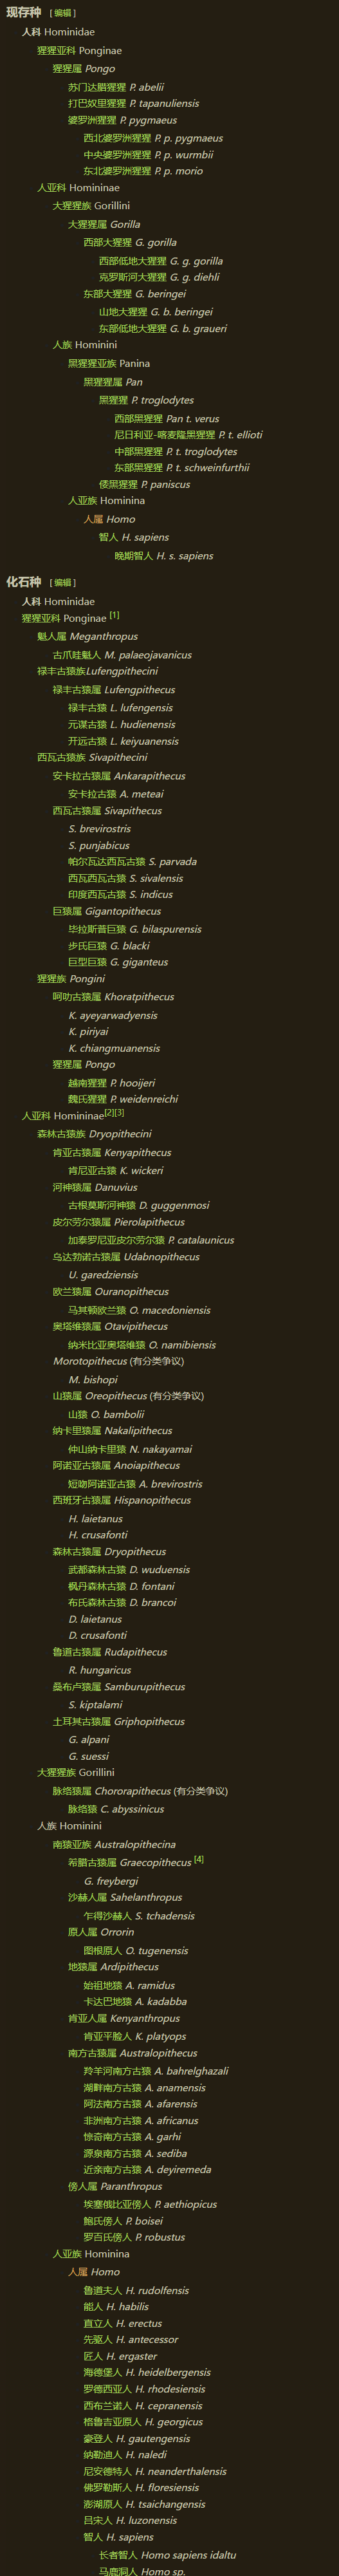 现存种 [编辑]
人科 Hominidae
猩猩亚科 Ponginae
猩猩属 Pongo
苏门达腊猩猩 P. abelii
打巴奴里猩猩 P. tapanuliensis
婆罗洲猩猩 P. pygmaeus
西北婆罗洲猩猩 P. p. pygmaeus
中央婆罗洲猩猩 P. p. wurmbii
东北婆罗洲猩猩 P. p. morio
人亚科 Homininae
大猩猩族 Gorillini
大猩猩属 Gorilla
西部大猩猩 G. gorilla
西部低地大猩猩 G. g. gorilla
克罗斯河大猩猩 G. g. diehli
东部大猩猩 G. beringei
山地大猩猩 G. b. beringei
东部低地大猩猩 G. b. graueri
人族 Hominini
黑猩猩亚族 Panina
黑猩猩属 Pan
黑猩猩 P. troglodytes
西部黑猩猩 Pan t. verus
尼日利亚-喀麦隆黑猩猩 P. t. ellioti
中部黑猩猩 P. t. troglodytes
东部黑猩猩 P. t. schweinfurthii
倭黑猩猩 P. paniscus
人亚族 Hominina
人属 Homo
智人 H. sapiens
晚期智人 H. s. sapiens
化石种 [编辑]
人科 Hominidae
猩猩亚科 Ponginae [1]
魁人属 Meganthropus
古爪哇魁人 M. palaeojavanicus
禄丰古猿族Lufengpithecini
禄丰古猿属 Lufengpithecus
禄丰古猿 L. lufengensis
元谋古猿 L. hudienensis
开远古猿 L. keiyuanensis
西瓦古猿族 Sivapithecini
安卡拉古猿属 Ankarapithecus
安卡拉古猿 A. meteai
西瓦古猿属 Sivapithecus
S. brevirostris
S. punjabicus
帕尔瓦达西瓦古猿 S. parvada
西瓦西瓦古猿 S. sivalensis
印度西瓦古猿 S. indicus
巨猿属 Gigantopithecus
毕拉斯普巨猿 G. bilaspurensis
步氏巨猿 G. blacki
巨型巨猿 G. giganteus
猩猩族 Pongini
呵叻古猿属 Khoratpithecus
K. ayeyarwadyensis
K. piriyai
K. chiangmuanensis
猩猩属 Pongo
越南猩猩 P. hooijeri
魏氏猩猩 P. weidenreichi
人亚科 Homininae[2][3]
森林古猿族 Dryopithecini
肯亚古猿属 Kenyapithecus
肯尼亚古猿 K. wickeri
河神猿属 Danuvius
古根莫斯河神猿 D. guggenmosi
皮尔劳尔猿属 Pierolapithecus
加泰罗尼亚皮尔劳尔猿 P. catalaunicus
乌达勃诺古猿属 Udabnopithecus
U. garedziensis
欧兰猿属 Ouranopithecus
马其顿欧兰猿 O. macedoniensis
奥塔维猿属 Otavipithecus
纳米比亚奥塔维猿 O. namibiensis
Morotopithecus (有分类争议)
M. bishopi
山猿属 Oreopithecus (有分类争议)
山猿 O. bambolii
纳卡里猿属 Nakalipithecus
仲山纳卡里猿 N. nakayamai
阿诺亚古猿属 Anoiapithecus
短吻阿诺亚古猿 A. brevirostris
西班牙古猿属 Hispanopithecus
H. laietanus
H. crusafonti
森林古猿属 Dryopithecus
武都森林古猿 D. wuduensis
枫丹森林古猿 D. fontani
布氏森林古猿 D. brancoi
D. laietanus
D. crusafonti
鲁道古猿属 Rudapithecus
R. hungaricus
桑布卢猿属 Samburupithecus
S. kiptalami
土耳其古猿属 Griphopithecus
G. alpani
G. suessi
大猩猩族 Gorillini
脉络猿属 Chororapithecus (有分类争议)
脉络猿 C. abyssinicus
人族 Hominini
南猿亚族 Australopithecina
希腊古猿属 Graecopithecus [4]
G. freybergi
沙赫人属 Sahelanthropus
乍得沙赫人 S. tchadensis
原人属 Orrorin
图根原人 O. tugenensis
地猿属 Ardipithecus
始祖地猿 A. ramidus
卡达巴地猿 A. kadabba
肯亚人属 Kenyanthropus
肯亚平脸人 K. platyops
南方古猿属 Australopithecus
羚羊河南方古猿 A. bahrelghazali
湖畔南方古猿 A. anamensis
阿法南方古猿 A. afarensis
非洲南方古猿 A. africanus
惊奇南方古猿 A. garhi
源泉南方古猿 A. sediba
近亲南方古猿 A. deyiremeda
傍人属 Paranthropus
埃塞俄比亚傍人 P. aethiopicus
鲍氏傍人 P. boisei
罗百氏傍人 P. robustus
人亚族 Hominina
人属 Homo
鲁道夫人 H. rudolfensis
能人 H. habilis
直立人 H. erectus
先驱人 H. antecessor
匠人 H. ergaster
海德堡人 H. heidelbergensis
罗德西亚人 H. rhodesiensis
西布兰诺人 H. cepranensis
格鲁吉亚原人 H. georgicus
豪登人 H. gautengensis
纳勒迪人 H. naledi
尼安德特人 H. neanderthalensis
佛罗勒斯人 H. floresiensis
澎湖原人 H. tsaichangensis
吕宋人 H. luzonensis
智人 H. sapiens
长者智人 Homo sapiens idaltu
马鹿洞人 Homo sp.